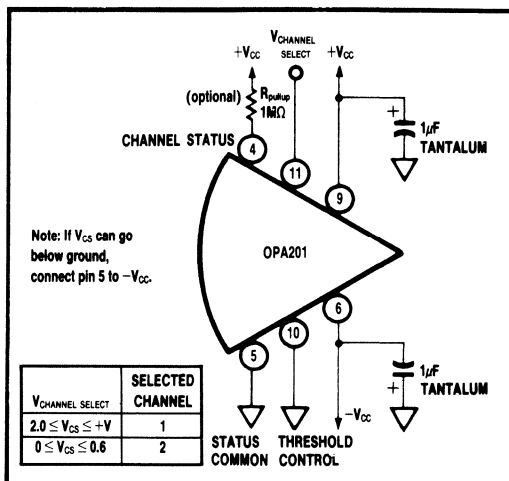 +VCC
VCHANNEL SELECT
+VCC
(optional)
Rpullup
1MΩ
+
1μF
TANTALUM
CHANNEL STATUS
4
11
9
Note: If VCS can go
below ground,
connect pin 5 to −VCC.
OPA201
6
10
5
1μF
+
TANTALUM
VCHANNEL SELECT
SELECTED
CHANNEL
2.0 ≤ VCS ≤ +V 1
0 ≤ VCS ≤ 0.6 2
−VCC
STATUS
COMMON
THRESHOLD
CONTROL